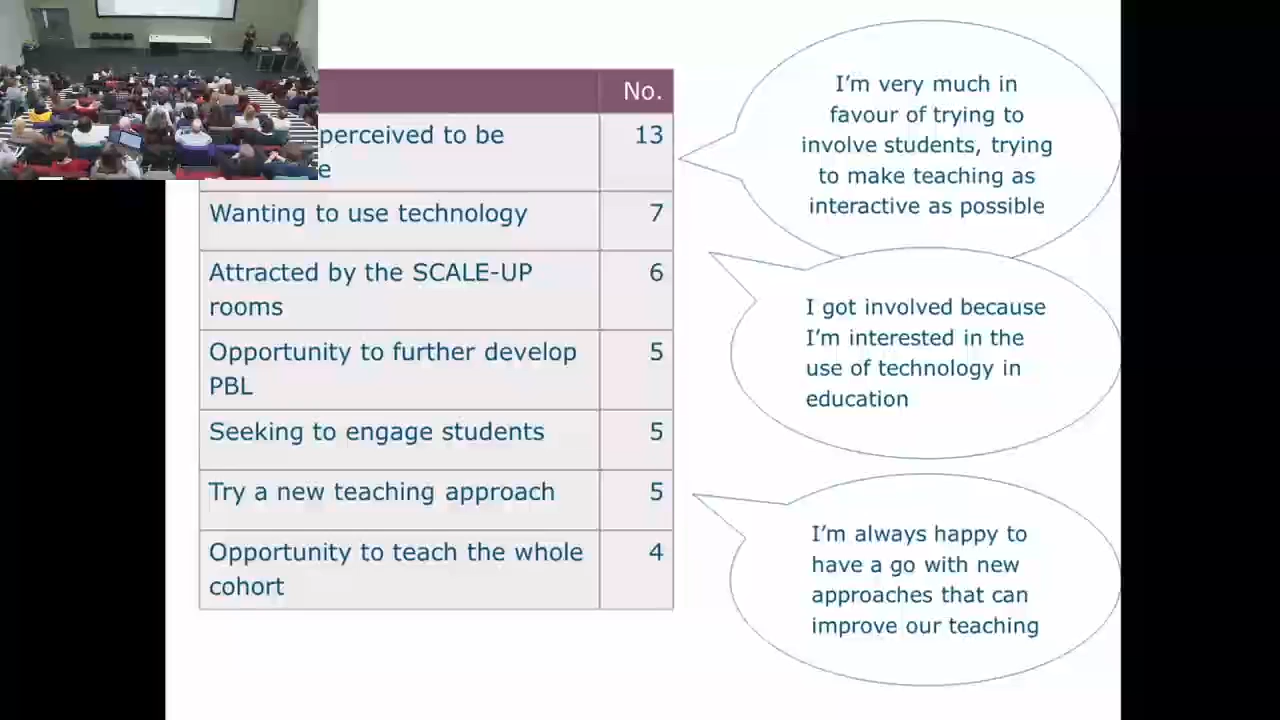 No.
perceived to be 13
Wanting to use technology 7
Attracted by the SCALE-UP 6
rooms
Opportunity to further develop 5
PBL
Seeking to engage students 5
Try a new teaching approach 5
Opportunity to teach the whole 4
cohort
I’m very much in
favour of trying to
involve students, trying
to make teaching as
interactive as possible
I got involved because
I’m interested in the
use of technology in
education
I’m always happy to
have a go with new
approaches that can
improve our teaching